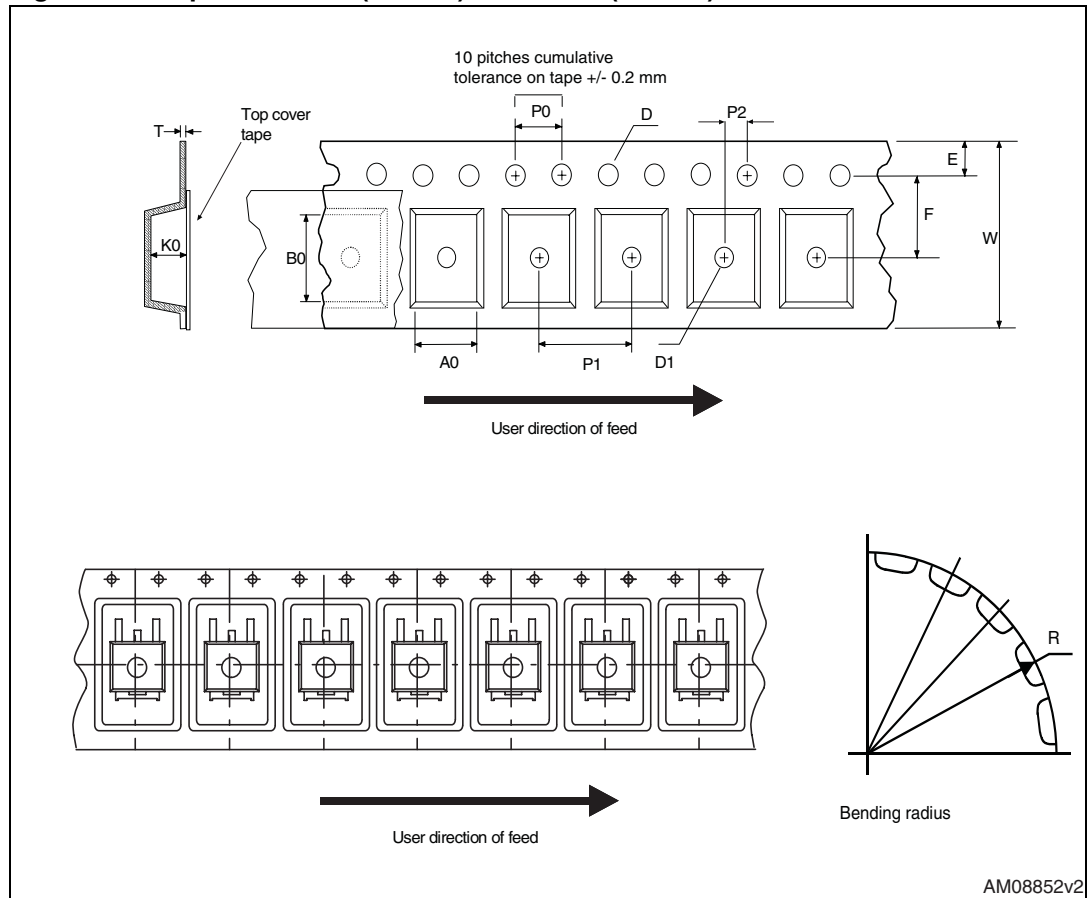 10 pitches cumulative
tolerance on tape +/- 0.2 mm
P0
D
P2
T
Top cover
tape
E
F
W
K0
B0
A0
P1
D1
User direction of feed
R
User direction of feed
Bending radius
AM08852v2